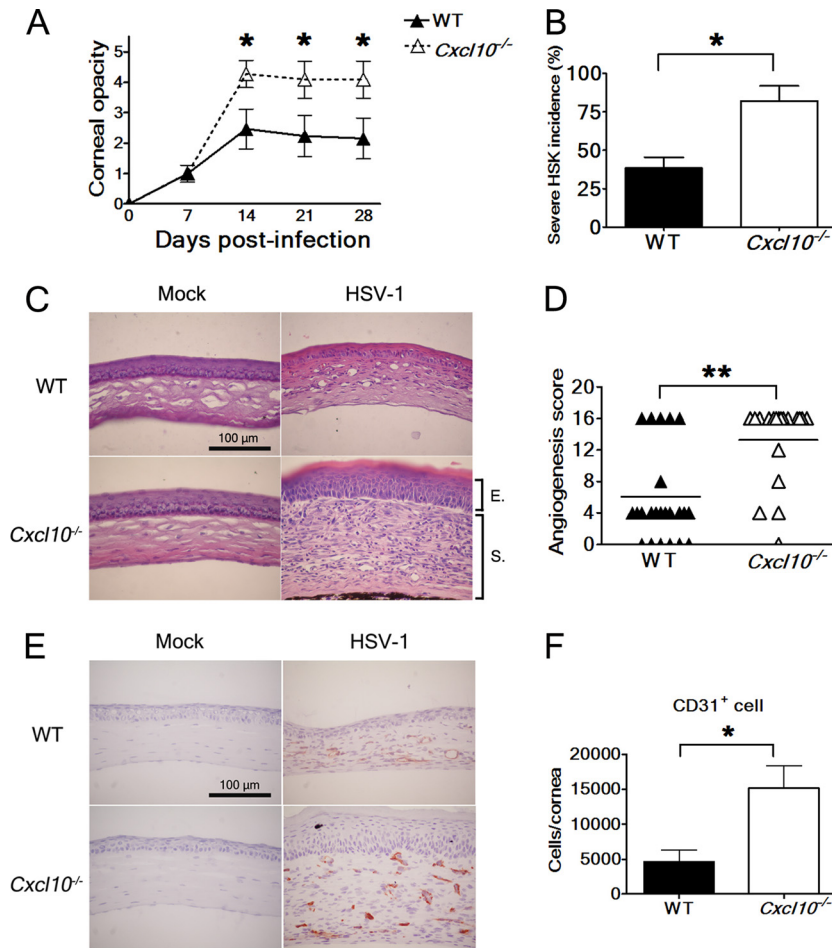 A
WT
Cxcl10-/-
* * *
Corneal opacity
5
4
3
2
1
0
0 7 14 21 28
Days post-infection
B
*
Severe HSK incidence (%)
100
75
50
25
0
WT Cxcl10-/-
C
Mock HSV-1
WT
100 μm
Cxcl10-/-
E.
S.
D
**
Angiogenesis score
20
16
12
8
4
0
WT Cxcl10-/-
E
Mock HSV-1
WT
100 μm
Cxcl10-/-
F
CD31+ cell
*
Cells/cornea
20000
15000
10000
5000
0
WT Cxcl10-/-